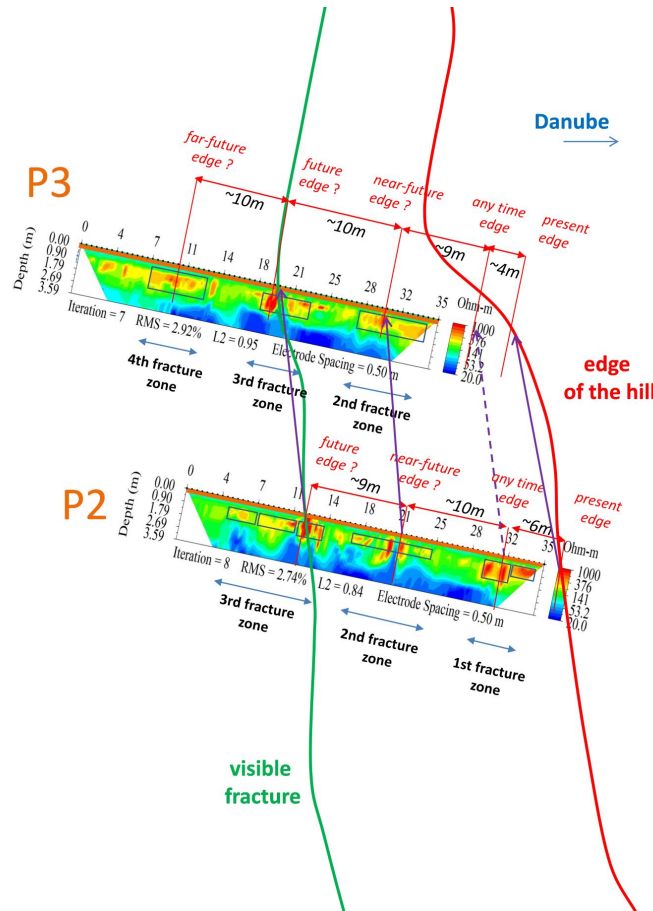 Danube
far-future
edge ?
future
edge ?
near-future
edge ?
any time
edge
present
edge
P3
~10m
~10m
~9m
~4m
0 4 7 11 14 18 21 25 28 32 35 Ohm-m
Depth (m)
0.00
0.90
1.79
2.69
3.59
1000
376
141
53.2
20.0
Iteration = 7 RMS = 2.92% L2 = 0.95 Electrode Spacing = 0.50 m
4th fracture
zone
3rd fracture
zone
2nd fracture
zone
edge
of the hill
P2
future
edge ?
near-future
edge ?
any time
edge
present
edge
~9m
~10m
~6m
0 4 7 11 14 18 21 25 28 32 35 Ohm-m
Depth (m)
0.00
0.90
1.79
2.69
3.59
1000
376
141
53.2
20.0
Iteration = 8 RMS = 2.74% L2 = 0.84 Electrode Spacing = 0.50 m
3rd fracture
zone
2nd fracture
zone
1st fracture
zone
visible
fracture